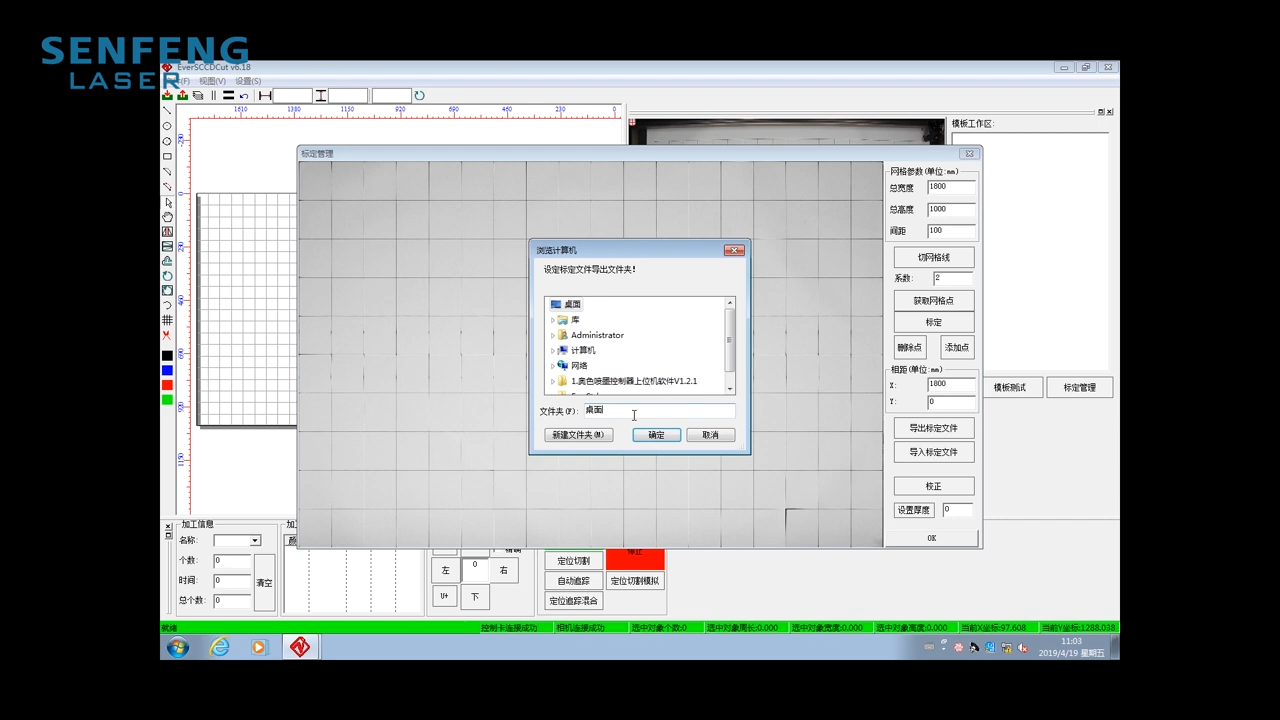 SENFENG
LASER
EverSCCDCut v6.18
(F) 视图(V) 设置(S)
1610 1380 1150 920 690 460 230 0
模板工作区:
标定管理
网格参数(单位:mm)
总宽度 1800
总高度 1000
间距 100
切网格线
系数: 2
获取网格点
标定
删除点 添加点
组距(单位:mm)
X: 1800
Y: 0
导出标定文件
导入标定文件
校正
设置厚度 0
OK
模板测试 标定管理
浏览计算机
设定标定文件导出文件夹!
桌面
库
Administrator
计算机
网络
1.奥色喷墨控制器上位机软件V1.2.1
文件夹(F): 桌面
新建文件夹(M) 确定 取消
加工信息
名称:
个数: 0
时间: 0
总个数: 0
清空
左 0 右
U+ 下
定位切割
自动追踪 定位切割模拟
定位追踪混合
就绪 控制卡连接成功 相机连接成功 选中对象个数:0 选中对象周长:0.000 选中对象宽度:0.000 选中对象高度:0.000 当前X坐标:97.608 当前Y坐标:1288.038
11:03
2019/4/19 星期五